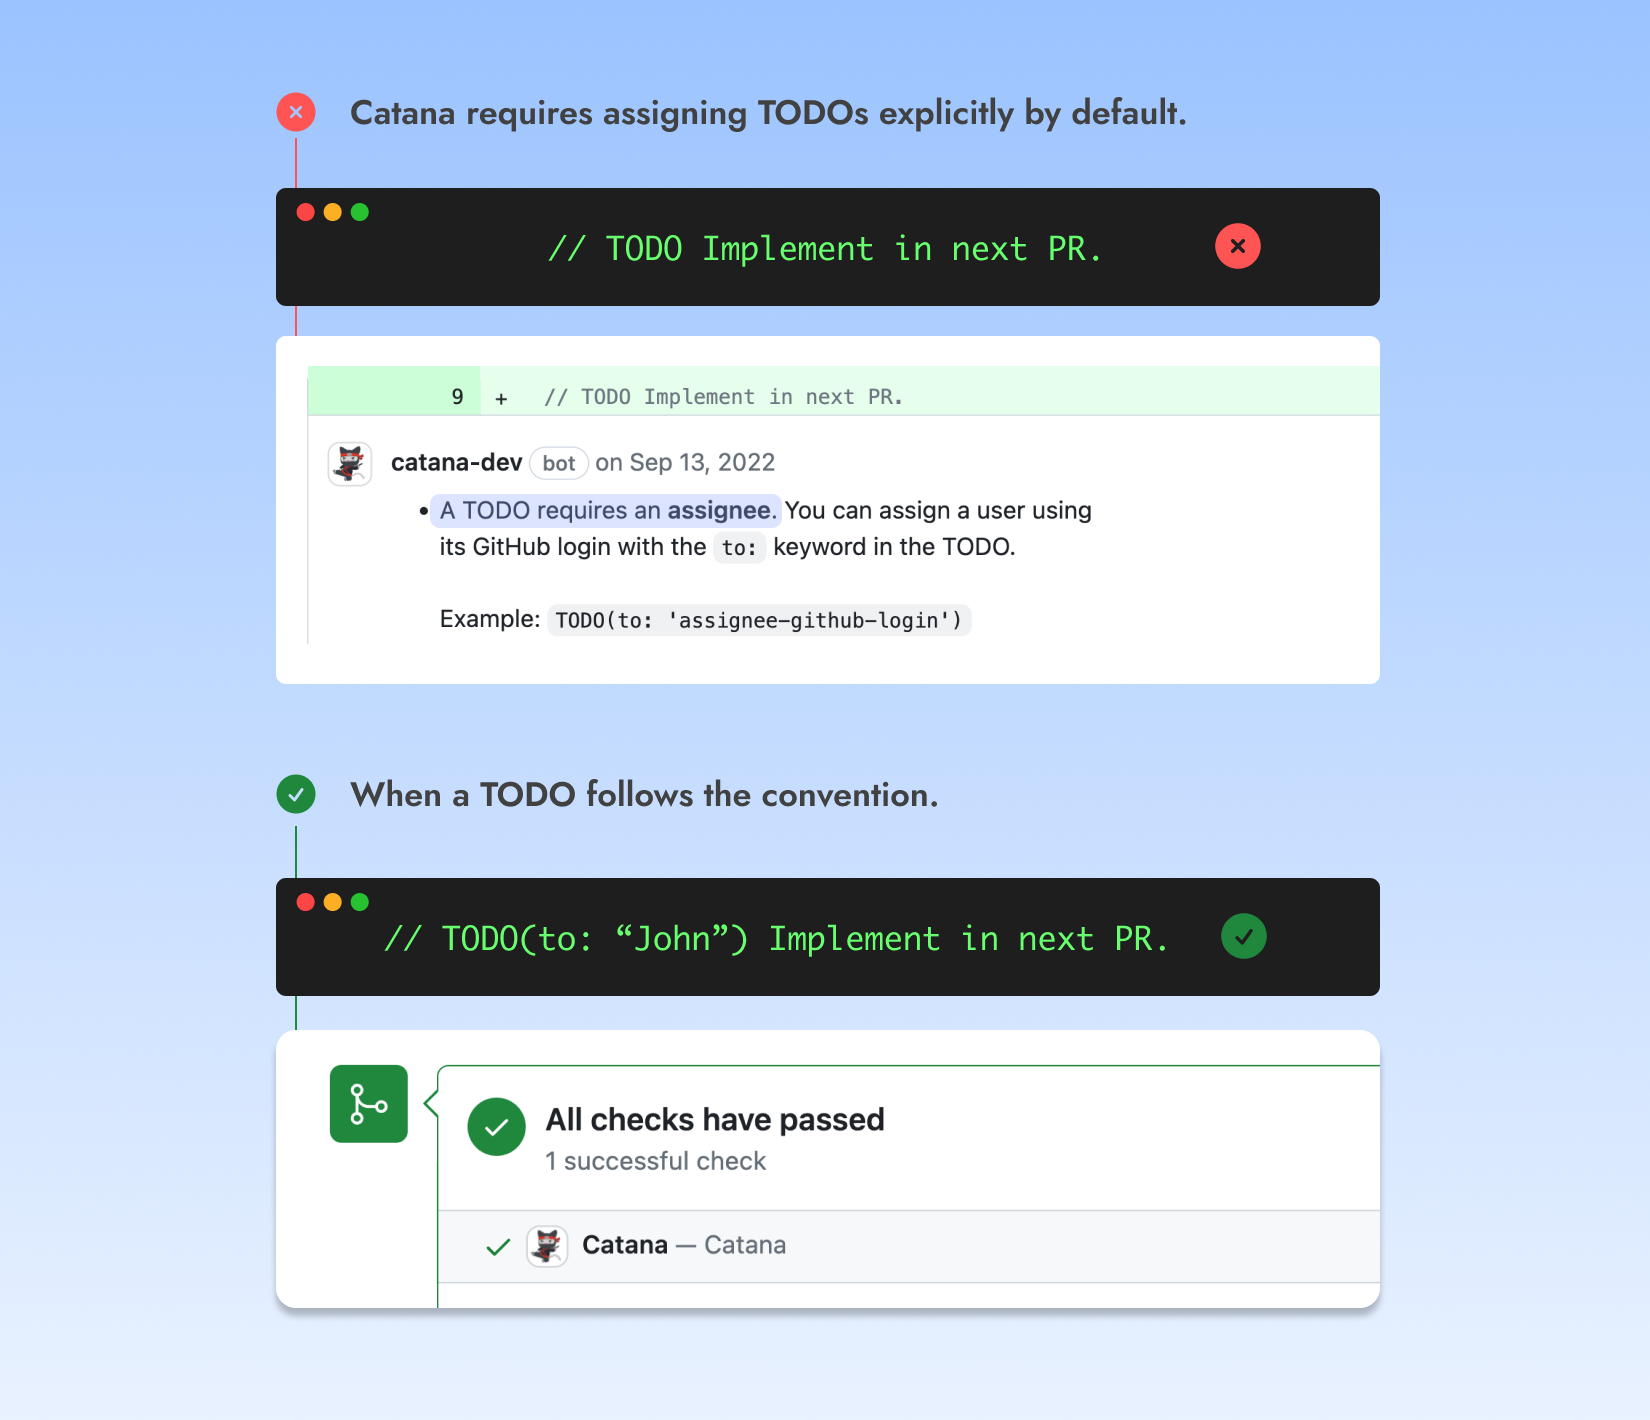 Catana requires assigning TODOs explicitly by default.
// TODO Implement in next PR.
9 + // TODO Implement in next PR.
catana-dev bot on Sep 13, 2022
• A TODO requires an assignee. You can assign a user using
its GitHub login with the to: keyword in the TODO.
Example: TODO(to: 'assignee-github-login')
When a TODO follows the convention.
// TODO(to: “John”) Implement in next PR.
All checks have passed
1 successful check
Catana — Catana